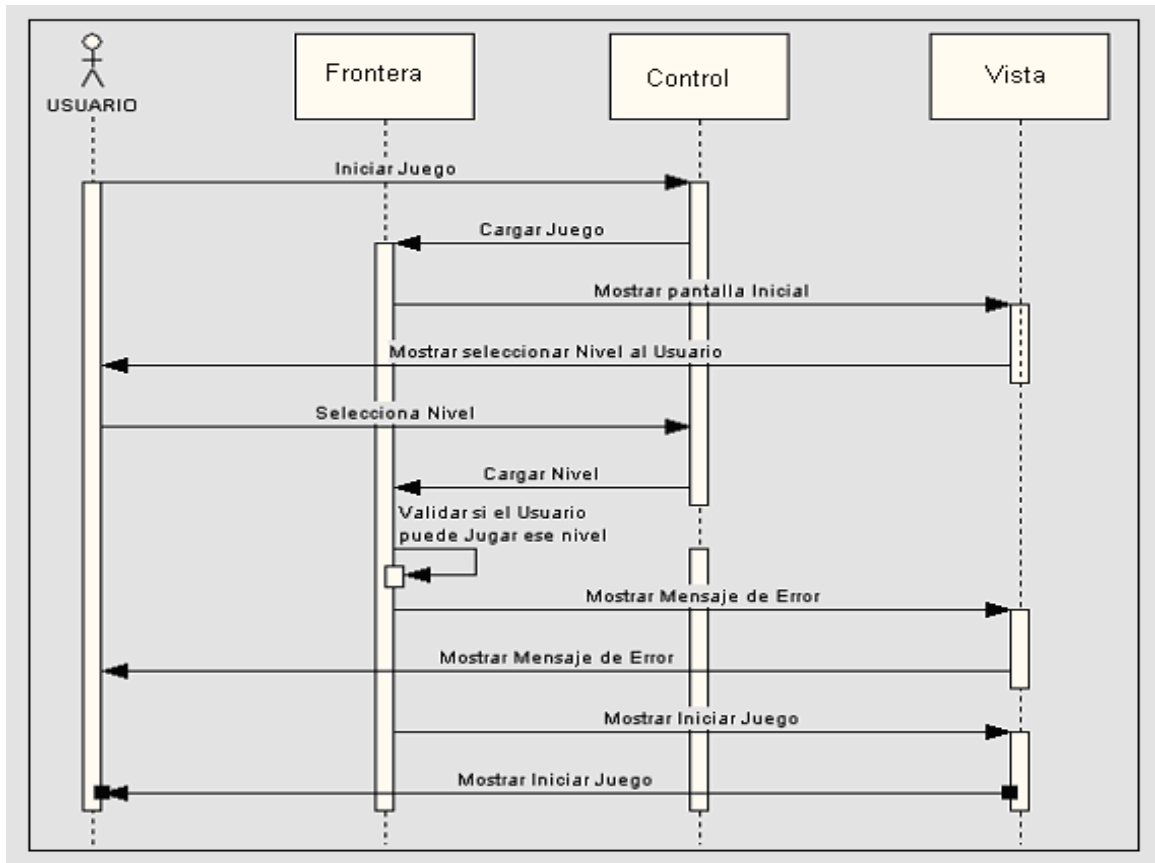 USUARIO
Frontera
Control
Vista
Iniciar Juego
Cargar Juego
Mostrar pantalla Inicial
Mostrar seleccionar Nivel al Usuario
Selecciona Nivel
Cargar Nivel
Validar si el Usuario
puede Jugar ese nivel
Mostrar Mensaje de Error
Mostrar Mensaje de Error
Mostrar Iniciar Juego
Mostrar Iniciar Juego